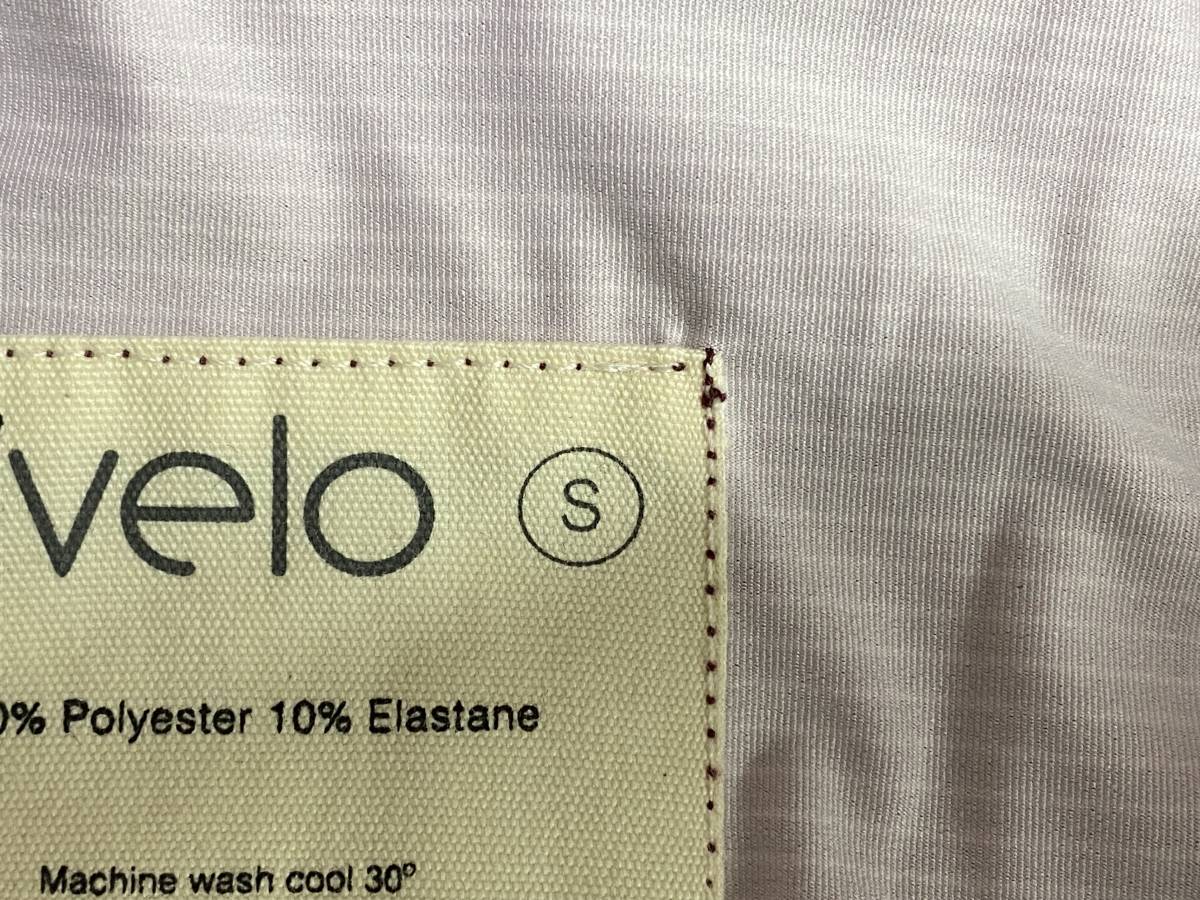 velo S
0% Polyester 10% Elastane
Machine wash cool 30°